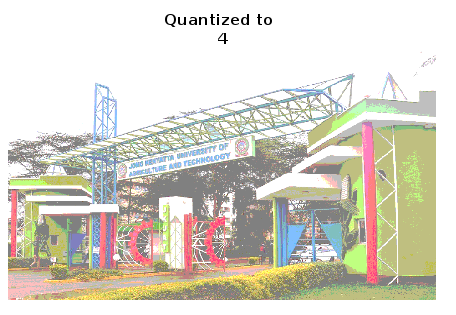 Quantized to
4
JOMO KENYATTA UNIVERSITY OF
AGRICULTURE AND TECHNOLOGY